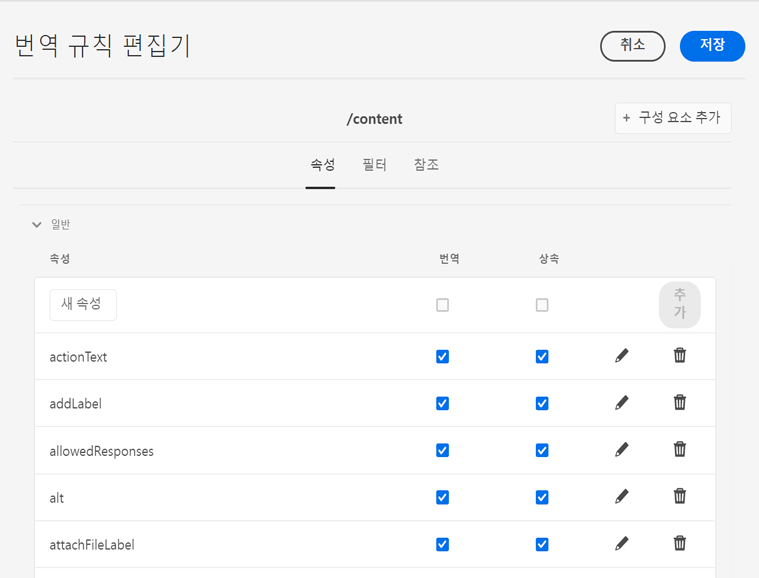 번역 규칙 편집기
취소
저장
/content
+ 구성 요소 추가
속성 필터 참조
일반
속성 번역 상속
새 속성
추
가
actionText
addLabel
allowedResponses
alt
attachFileLabel